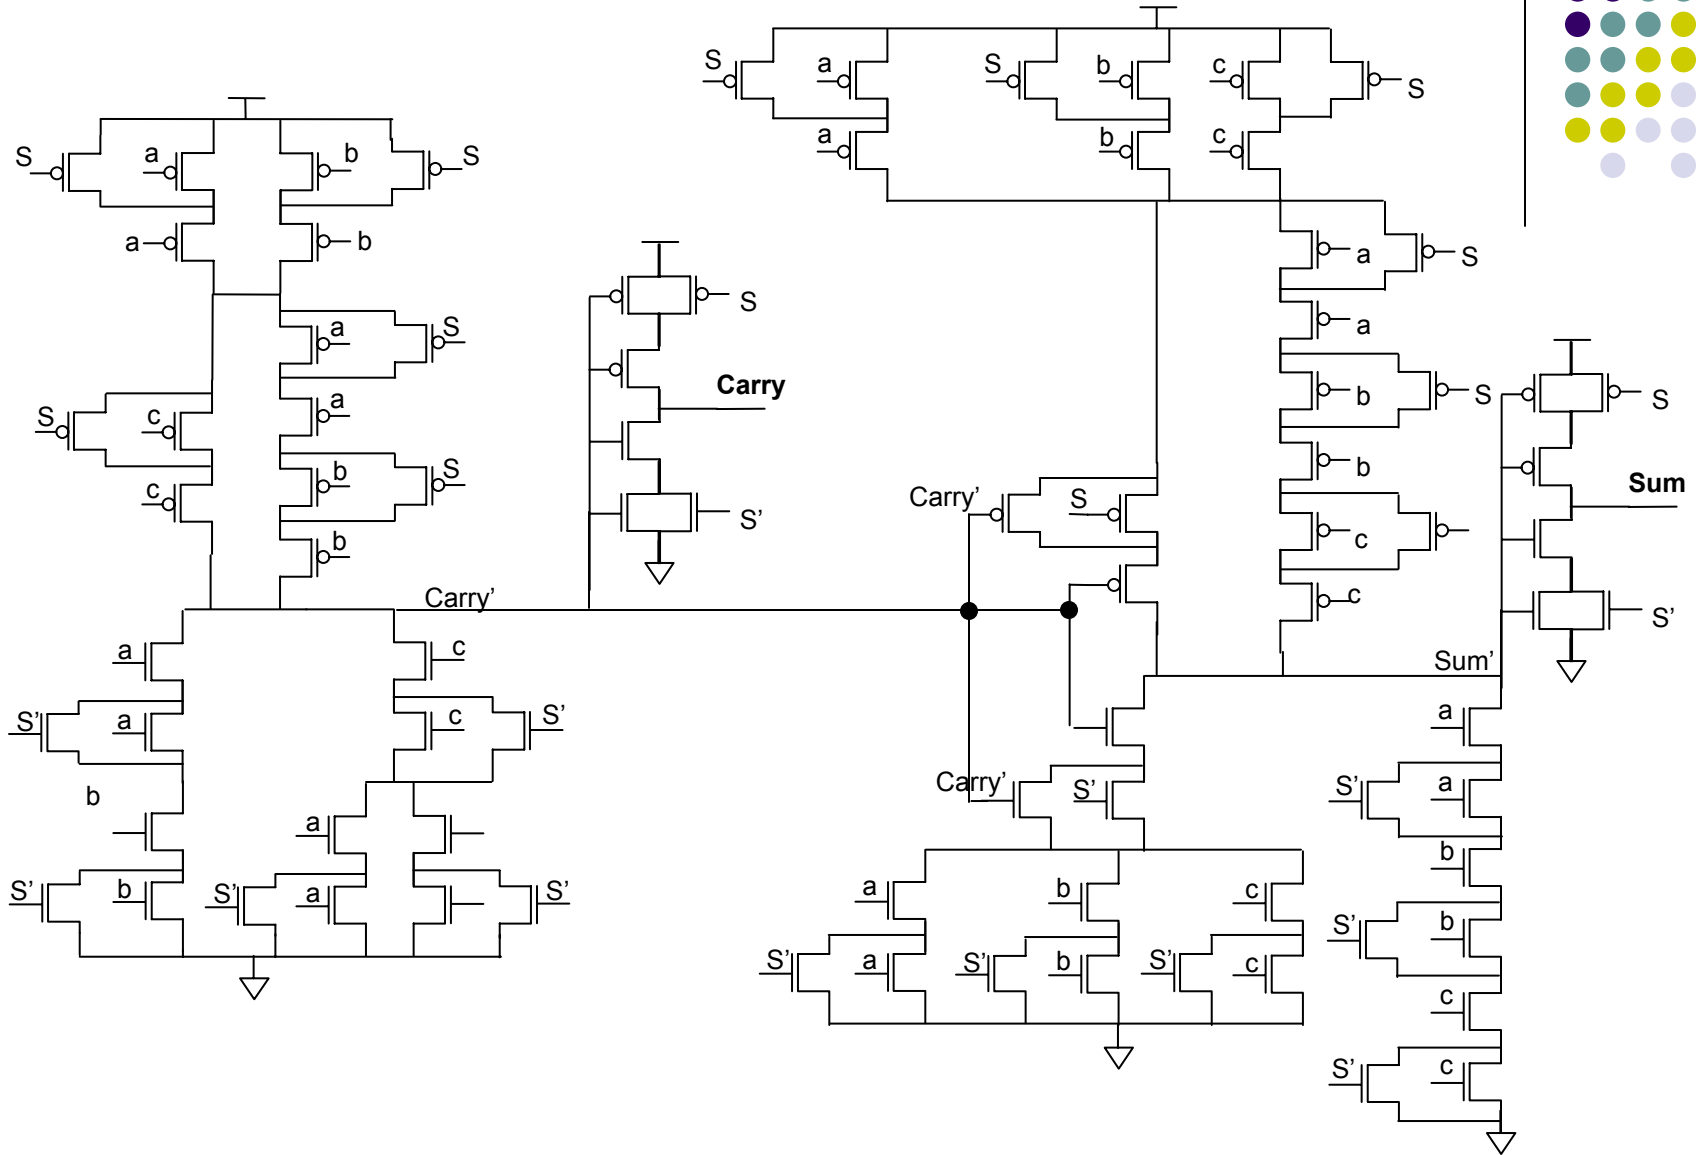 S a S b c S
a b c
S a b S
a b
a S
a
S
Carry
b S
S c
c
b S
S'
b
a S
a
S
a
b S
b
S
c
c
Carry' S
Sum
S
S'
Carry'
Sum'
a c
S' a c S'
b
a
S' b S' a S'
Carry' S'
a
S' a
b
S' b
c
S' c
a b c
S' a S' b S' c